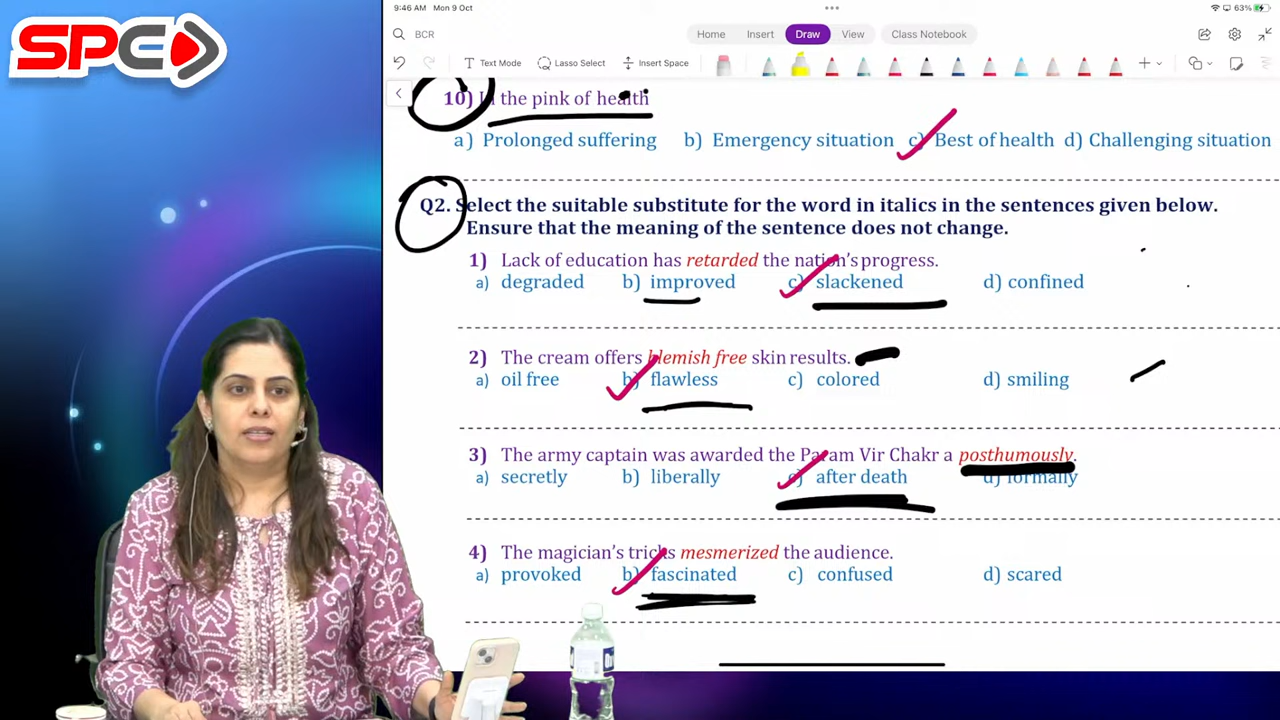 SPC
9:46 AM Mon 9 Oct
63%
BCR
Home Insert Draw View Class Notebook
Text Mode Lasso Select Insert Space
10) In the pink of health
a) Prolonged suffering b) Emergency situation c) Best of health d) Challenging situation
Q2. Select the suitable substitute for the word in italics in the sentences given below.
Ensure that the meaning of the sentence does not change.
1) Lack of education has retarded the nation's progress.
a) degraded b) improved c) slackened d) confined
2) The cream offers blemish free skin results.
a) oil free b) flawless c) colored d) smiling
3) The army captain was awarded the Param Vir Chakr a posthumously.
a) secretly b) liberally c) after death d) formally
4) The magician's tricks mesmerized the audience.
a) provoked b) fascinated c) confused d) scared